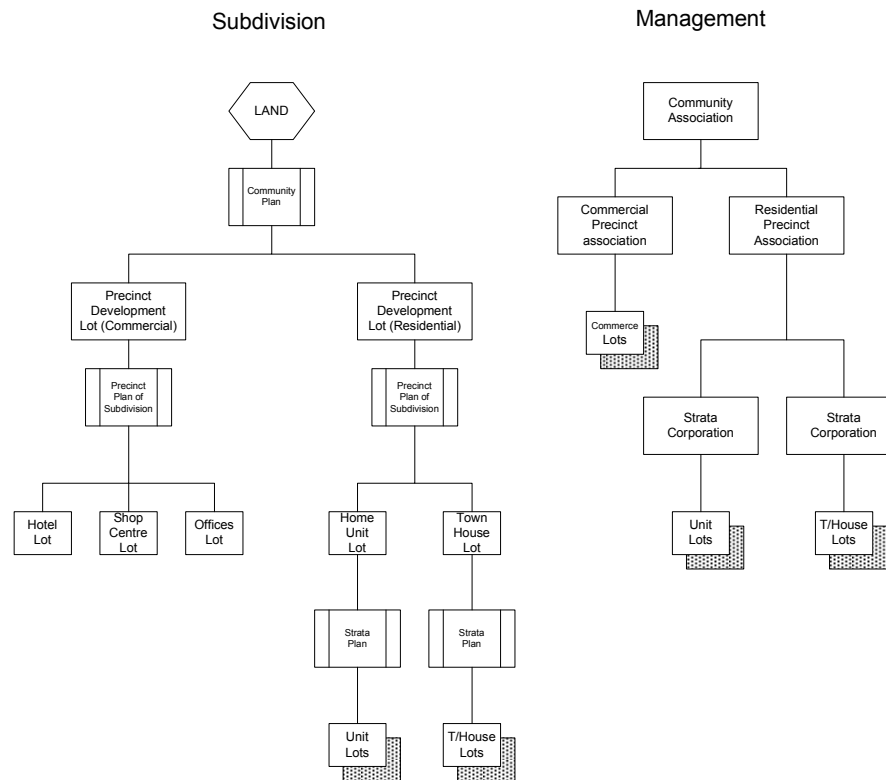 Subdivision
Management
LAND
Community
Plan
Precinct
Development
Lot (Commercial)
Precinct
Development
Lot (Residential)
Precinct
Plan of
Subdivision
Precinct
Plan of
Subdivision
Hotel
Lot
Shop
Centre
Lot
Offices
Lot
Home
Unit
Lot
Town
House
Lot
Strata
Plan
Strata
Plan
Unit
Lots
T/House
Lots
Community
Association
Commercial
Precinct
association
Residential
Precinct
Association
Commerce
Lots
Strata
Corporation
Strata
Corporation
Unit
Lots
T/House
Lots